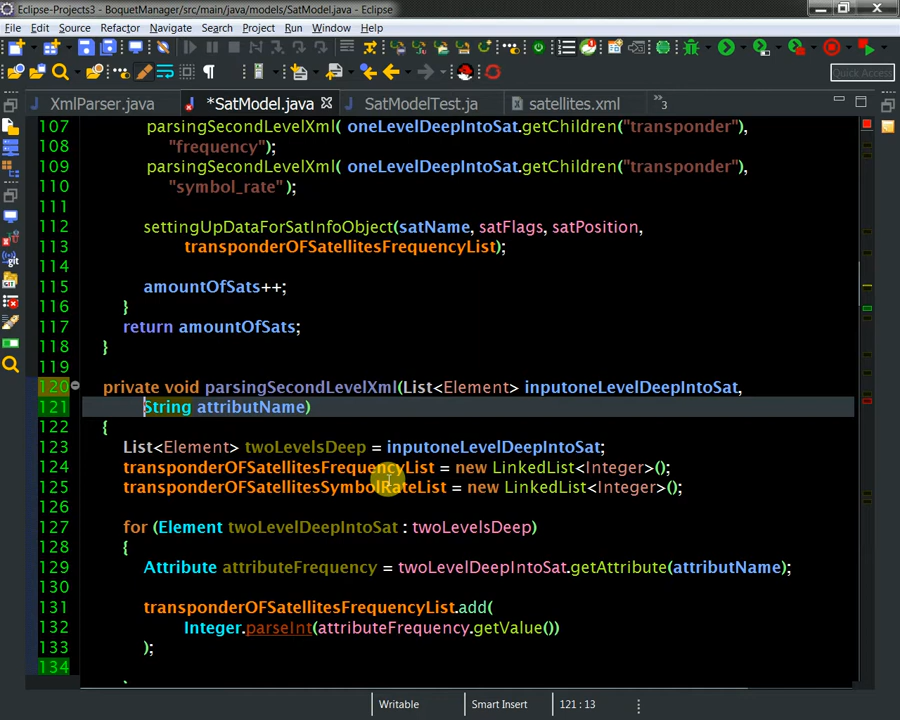 Eclipse-Projects3 - BoquetManager/src/main/java/models/SatModel.java - Eclipse
File Edit Source Refactor Navigate Search Project Run Window Help
Quick Access
XmlParser.java *SatModel.java SatModelTest.ja satellites.xml »3
107 parsingSecondLevelXml( oneLevelDeepIntoSat.getChildren("transponder"),
108 "frequency");
109 parsingSecondLevelXml( oneLevelDeepIntoSat.getChildren("transponder"),
110 "symbol_rate" );
111
112 settingUpDataForSatInfoObject(satName, satFlags, satPosition,
113 transponderOFSatellitesFrequencyList);
114
115 amountOfSats++;
116 }
117 return amountOfSats;
118 }
119
120 private void parsingSecondLevelXml(List<Element> inputoneLevelDeepIntoSat,
121 String attributName)
122 {
123 List<Element> twoLevelsDeep = inputoneLevelDeepIntoSat;
124 transponderOFSatellitesFrequencyList = new LinkedList<Integer>();
125 transponderOFSatellitesSymbolRateList = new LinkedList<Integer>();
126
127 for (Element twoLevelDeepIntoSat : twoLevelsDeep)
128 {
129 Attribute attributeFrequency = twoLevelDeepIntoSat.getAttribute(attributName);
130
131 transponderOFSatellitesFrequencyList.add(
132 Integer.parseInt(attributeFrequency.getValue())
133 );
134
Writable Smart Insert 121 : 13